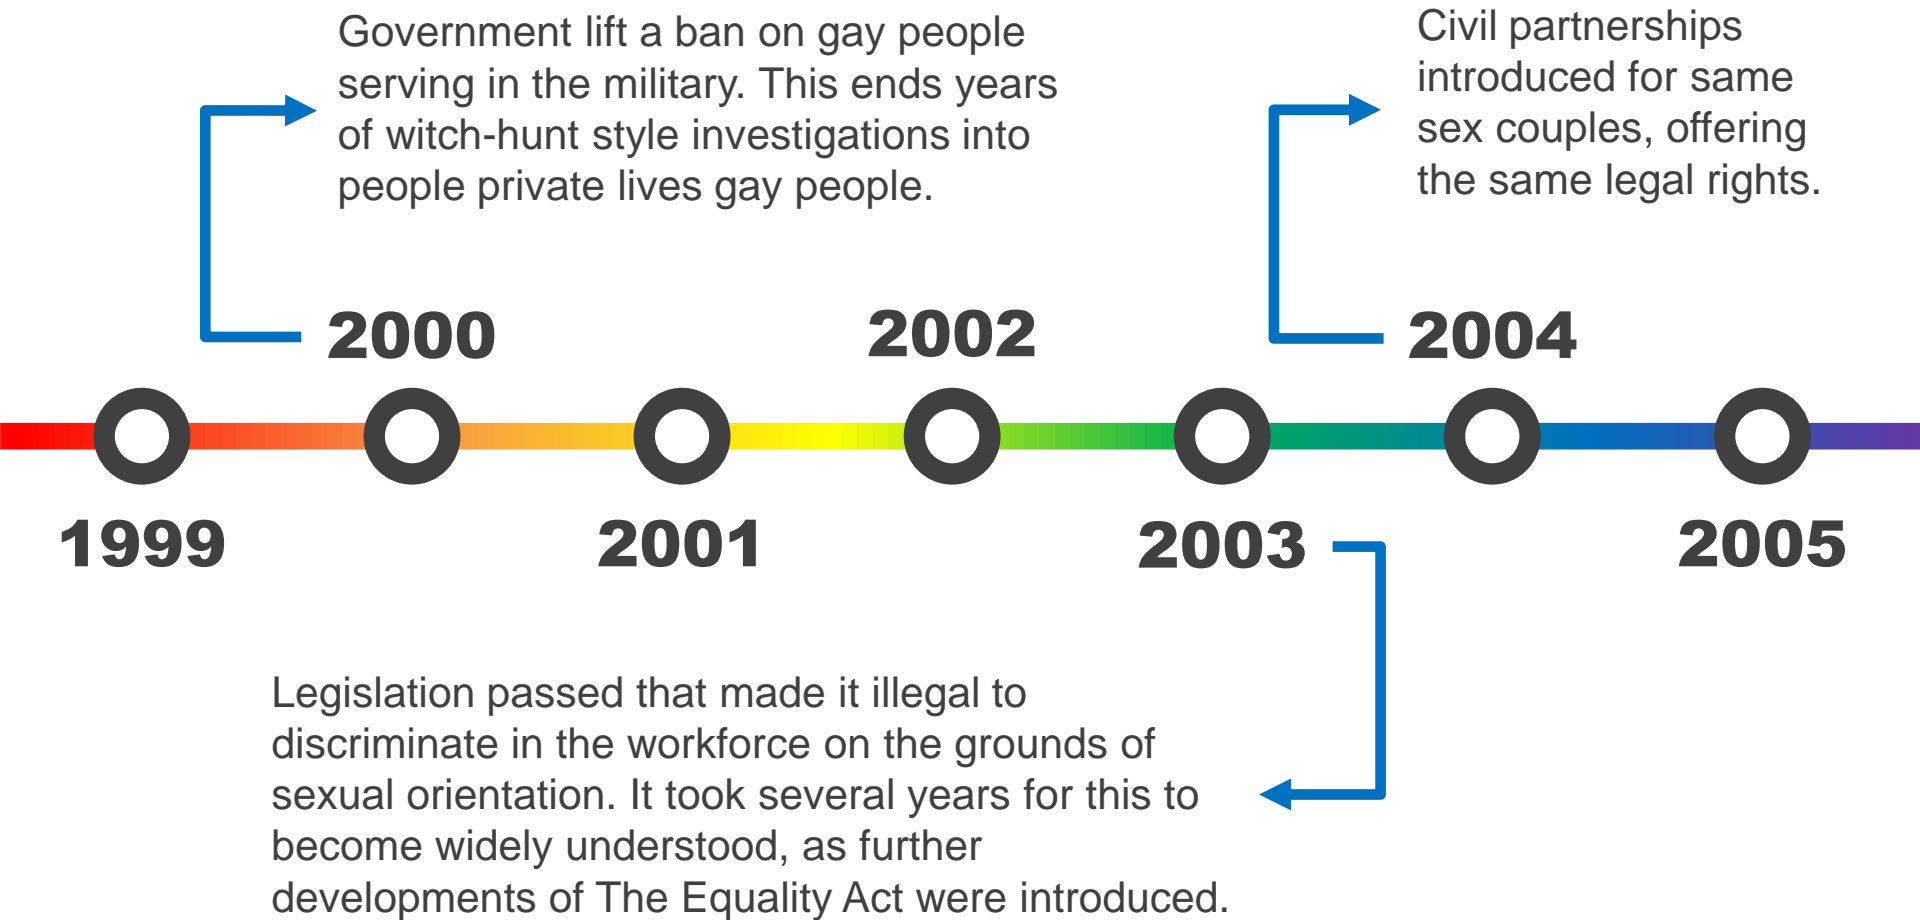 Government lift a ban on gay people
serving in the military. This ends years
of witch-hunt style investigations into
people private lives gay people.
Civil partnerships
introduced for same
sex couples, offering
the same legal rights.
2000
2002
2004
1999
2001
2003
2005
Legislation passed that made it illegal to
discriminate in the workforce on the grounds of
sexual orientation. It took several years for this to
become widely understood, as further
developments of The Equality Act were introduced.